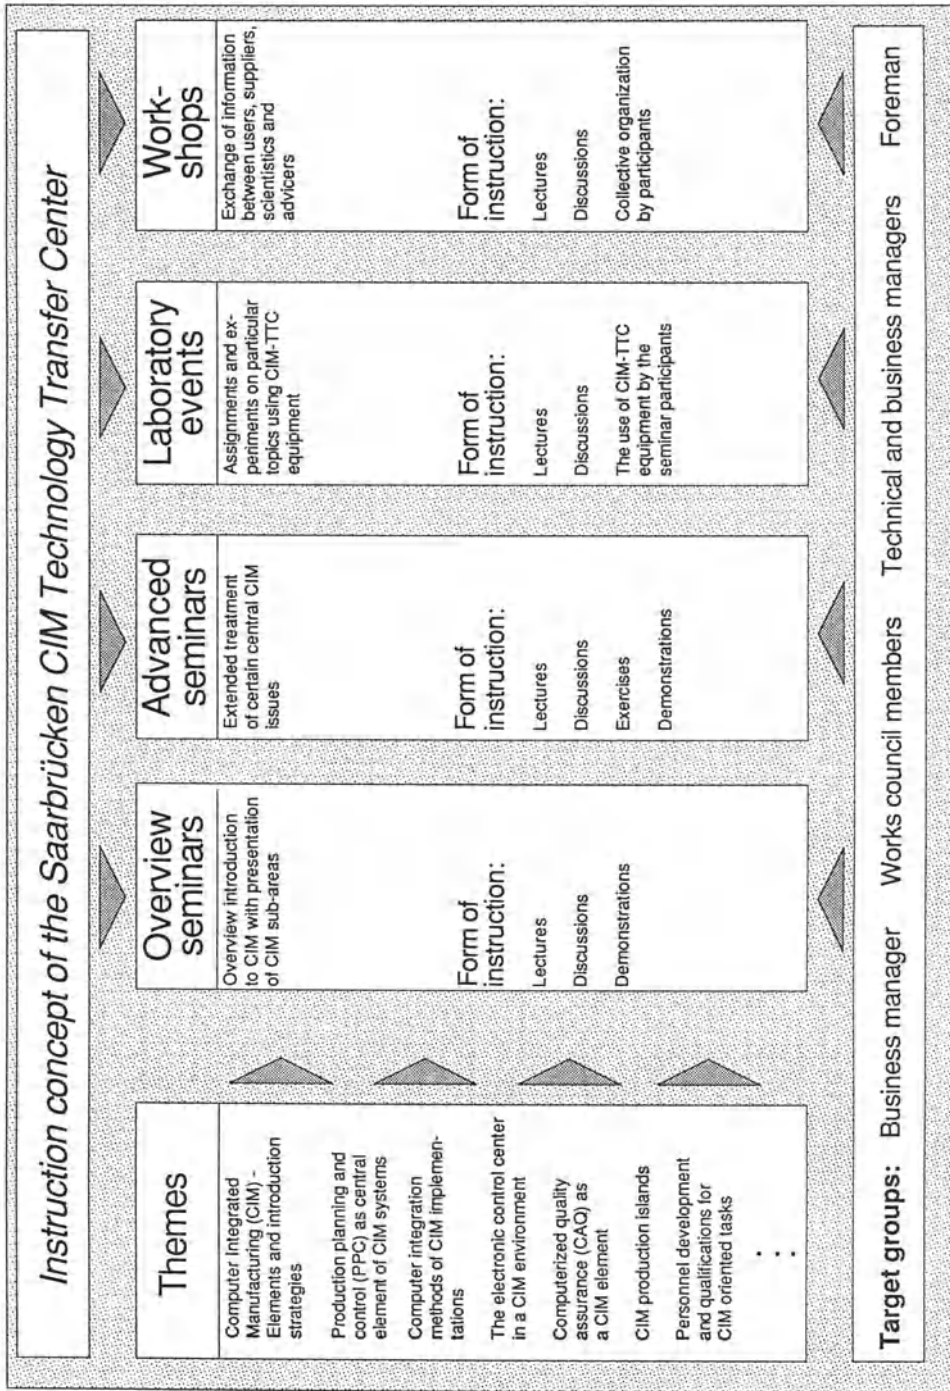 Instruction concept of the Saarbrücken CIM Technology Transfer Center
Themes
Computer Integrated
Manufacturing (CIM) -
Elements and introduction
strategies
Production planning and
control (PPC) as central
element of CIM systems
Computer integration
methods of CIM implemen-
tations
The electronic control center
in a CIM environment
Computerized quality
assurance (CAQ) as
a CIM element
CIM production islands
Personnel development
and qualifications for
CIM oriented tasks
Overview
seminars
Overview introduction
to CIM with presentation
of CIM sub-areas
Form of
instruction:
Lectures
Discussions
Demonstrations
Advanced
seminars
Extended treatment
of certain central CIM
issues
Form of
instruction:
Lectures
Discussions
Exercises
Demonstrations
Laboratory
events
Assignments and ex-
periments on particular
topics using CIM-TTC
equipment
Form of
instruction:
Lectures
Discussions
The use of CIM-TTC
equipment by the
seminar participants
Work-
shops
Exchange of information
between users, suppliers,
scientistics and
advicers
Form of
instruction:
Lectures
Discussions
Collective organization
by participants
Target groups: Business manager Works council members Technical and business managers Foreman